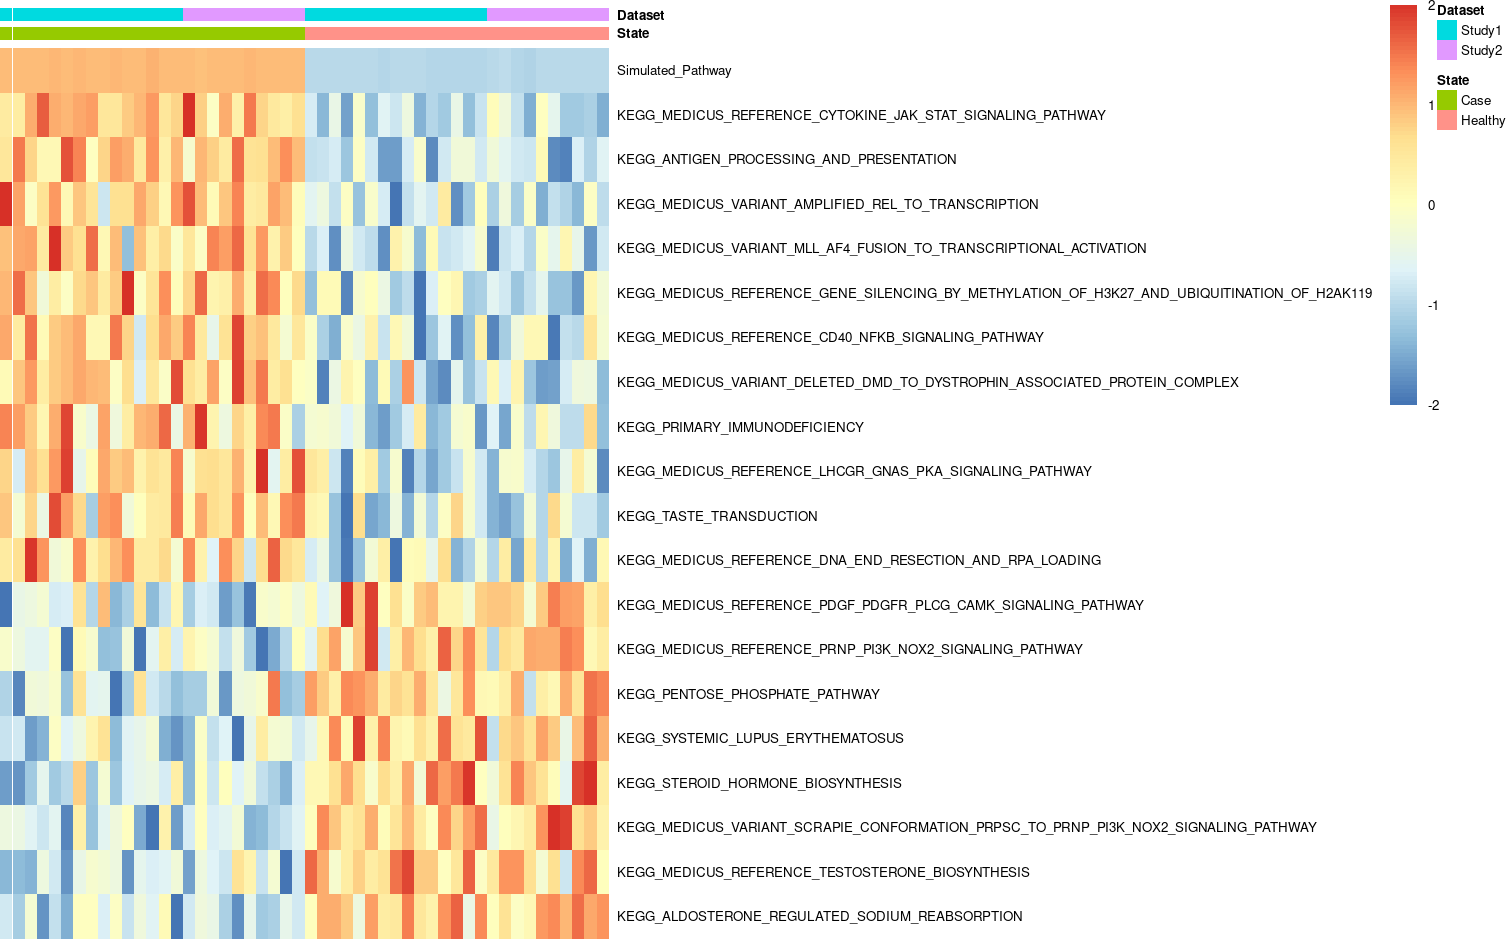 Dataset
State
Simulated_Pathway
KEGG_MEDICUS_REFERENCE_CYTOKINE_JAK_STAT_SIGNALING_PATHWAY
KEGG_ANTIGEN_PROCESSING_AND_PRESENTATION
KEGG_MEDICUS_VARIANT_AMPLIFIED_REL_TO_TRANSCRIPTION
KEGG_MEDICUS_VARIANT_MLL_AF4_FUSION_TO_TRANSCRIPTIONAL_ACTIVATION
KEGG_MEDICUS_REFERENCE_GENE_SILENCING_BY_METHYLATION_OF_H3K27_AND_UBIQUITINATION_OF_H2AK119
KEGG_MEDICUS_REFERENCE_CD40_NFKB_SIGNALING_PATHWAY
KEGG_MEDICUS_VARIANT_DELETED_DMD_TO_DYSTROPHIN_ASSOCIATED_PROTEIN_COMPLEX
KEGG_PRIMARY_IMMUNODEFICIENCY
KEGG_MEDICUS_REFERENCE_LHCGR_GNAS_PKA_SIGNALING_PATHWAY
KEGG_TASTE_TRANSDUCTION
KEGG_MEDICUS_REFERENCE_DNA_END_RESECTION_AND_RPA_LOADING
KEGG_MEDICUS_REFERENCE_PDGF_PDGFR_PLCG_CAMK_SIGNALING_PATHWAY
KEGG_MEDICUS_REFERENCE_PRNP_PI3K_NOX2_SIGNALING_PATHWAY
KEGG_PENTOSE_PHOSPHATE_PATHWAY
KEGG_SYSTEMIC_LUPUS_ERYTHEMATOSUS
KEGG_STEROID_HORMONE_BIOSYNTHESIS
KEGG_MEDICUS_VARIANT_SCRAPIE_CONFORMATION_PRPSC_TO_PRNP_PI3K_NOX2_SIGNALING_PATHWAY
KEGG_MEDICUS_REFERENCE_TESTOSTERONE_BIOSYNTHESIS
KEGG_ALDOSTERONE_REGULATED_SODIUM_REABSORPTION
2
1
0
-1
-2
Dataset
Study1
Study2
State
Case
Healthy